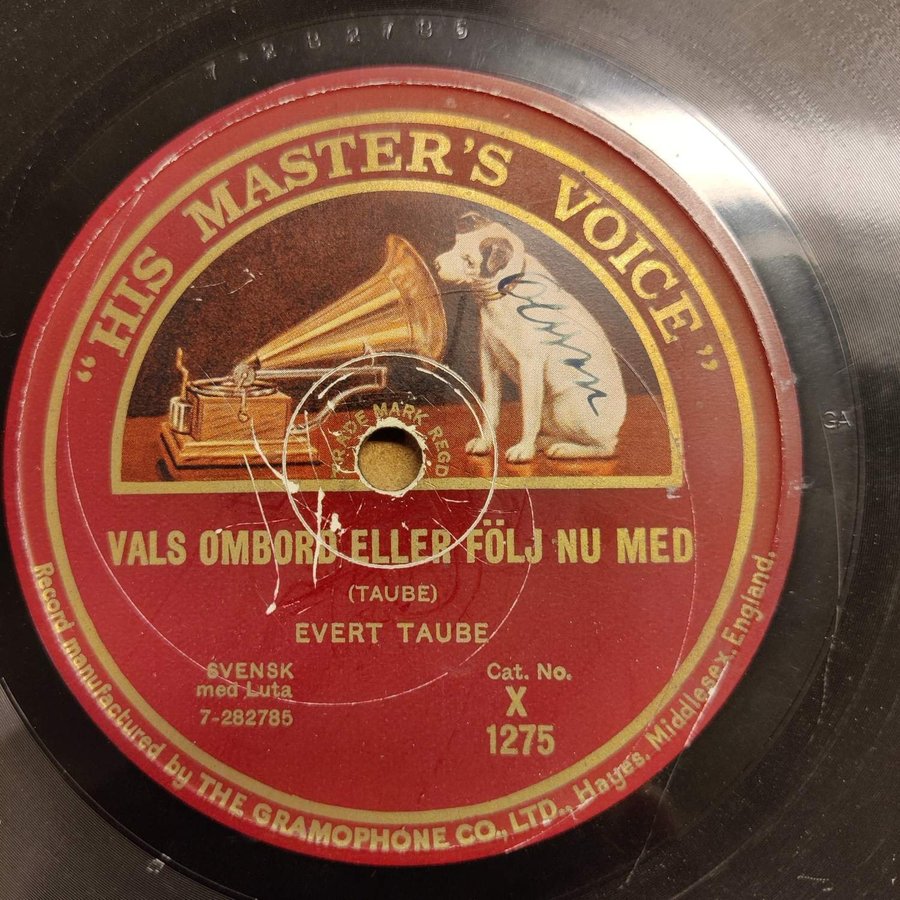 7-282785
"HIS MASTER'S VOICE"
TRADE MARK REGD
GA
VALS OMBORD ELLER FÖLJ NU MED
(TAUBE)
EVERT TAUBE
SVENSK
med Luta
7-282785
Cat. No.
X
1275
Record manufactured by THE GRAMOPHONE CO., LTD., Hayes, Middlesex, England.